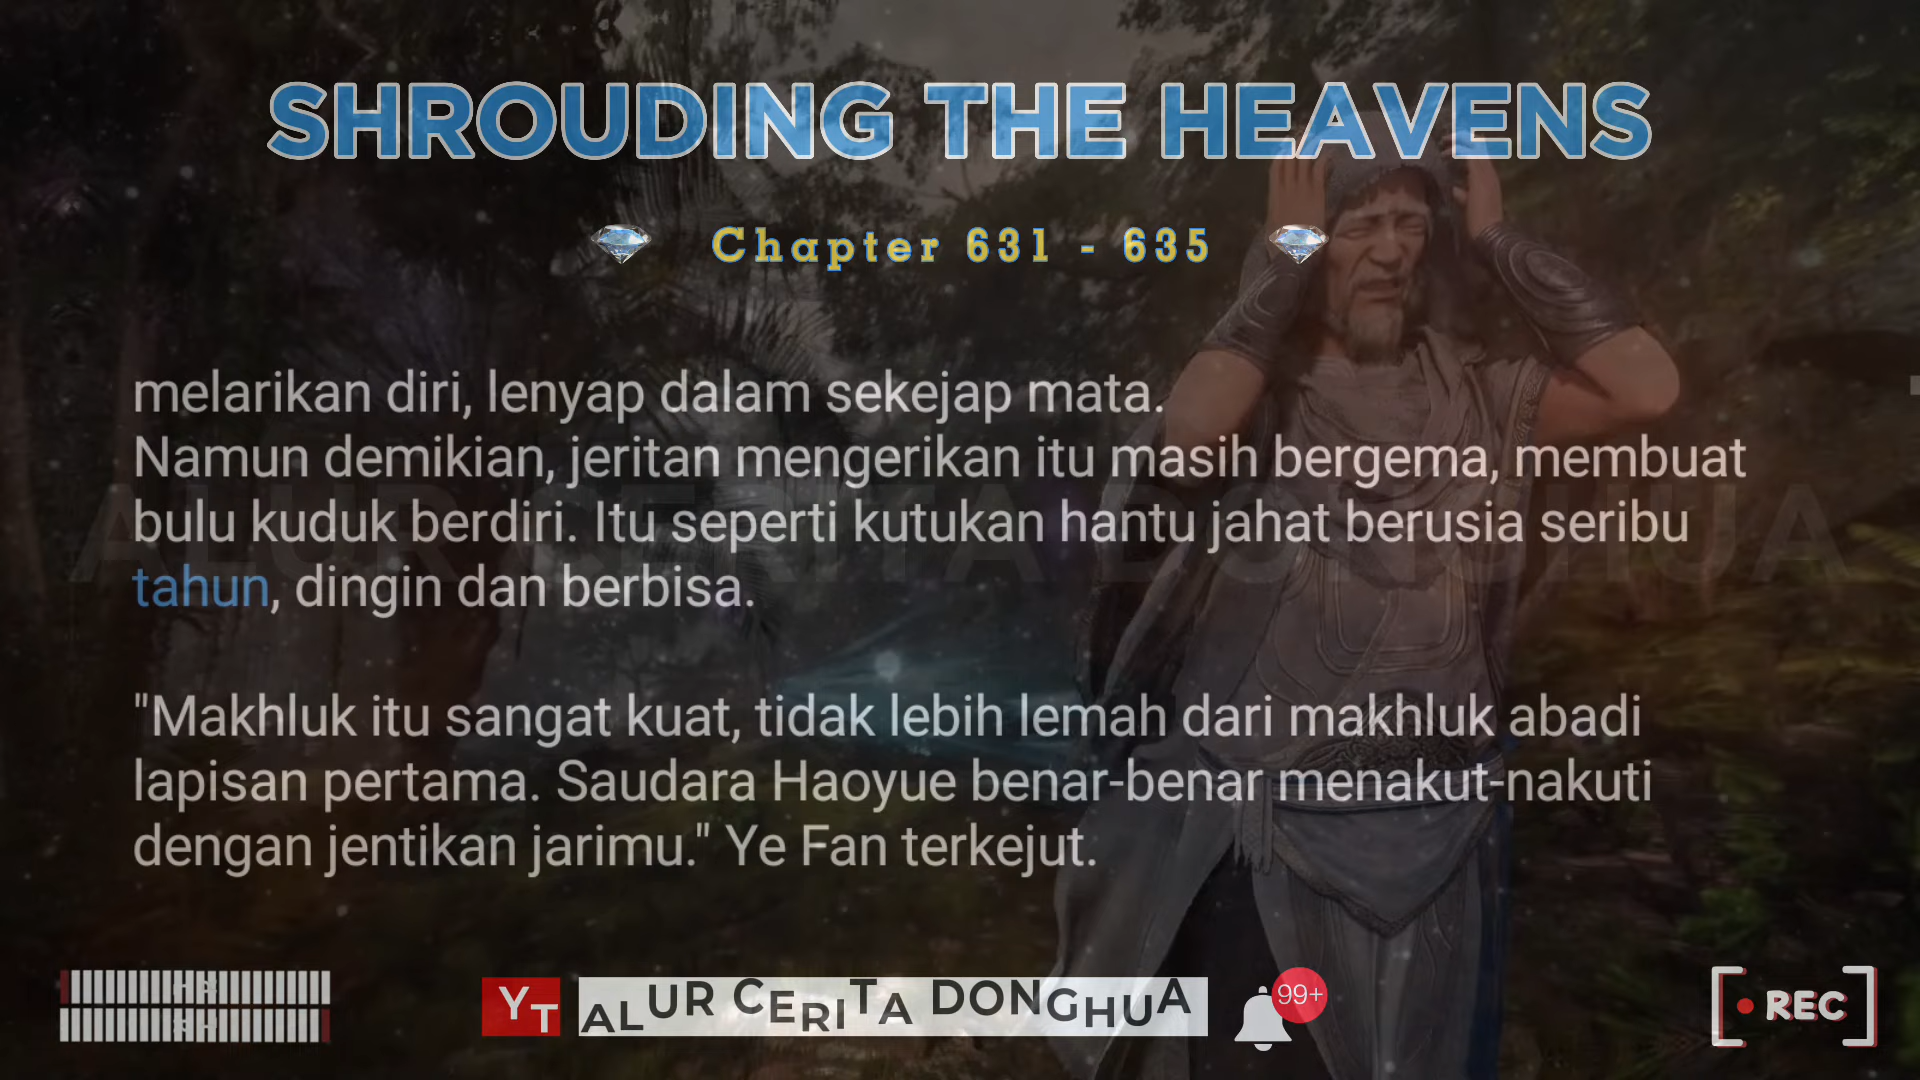 SHROUDING THE HEAVENS
Chapter 631 - 635
melarikan diri, lenyap dalam sekejap mata.
Namun demikian, jeritan mengerikan itu masih bergema, membuat
bulu kuduk berdiri. Itu seperti kutukan hantu jahat berusia seribu
tahun, dingin dan berbisa.
"Makhluk itu sangat kuat, tidak lebih lemah dari makhluk abadi
lapisan pertama. Saudara Haoyue benar-benar menakut-nakuti
dengan jentikan jarimu." Ye Fan terkejut.
ALUR CERITA DONGHUA
YT ALUR CERITA DONGHUA
99+
REC